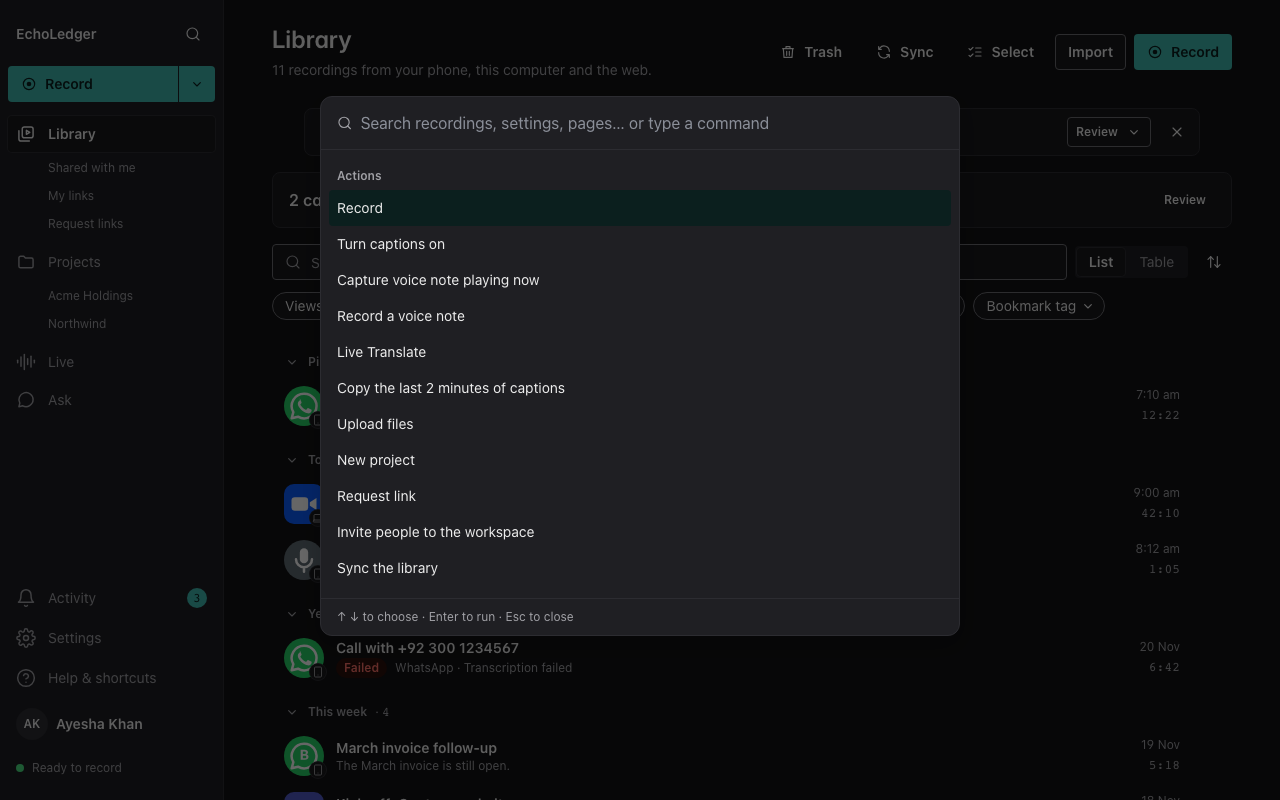 EchoLedger
Record
Library
Shared with me
My links
Request links
Projects
Acme Holdings
Northwind
Live
Ask
Activity 3
Settings
Help & shortcuts
AK Ayesha Khan
Ready to record
Library
11 recordings from your phone, this computer and the web.
Trash Sync Select Import Record
Review
Review
List Table
Views
Bookmark tag
Search recordings, settings, pages... or type a command
Actions
Record
Turn captions on
Capture voice note playing now
Record a voice note
Live Translate
Copy the last 2 minutes of captions
Upload files
New project
Request link
Invite people to the workspace
Sync the library
↑ ↓ to choose · Enter to run · Esc to close
7:10 am
12:22
9:00 am
42:10
8:12 am
1:05
Call with +92 300 1234567 20 Nov
Failed WhatsApp · Transcription failed 6:42
This week · 4
March invoice follow-up 19 Nov
The March invoice is still open. 5:18